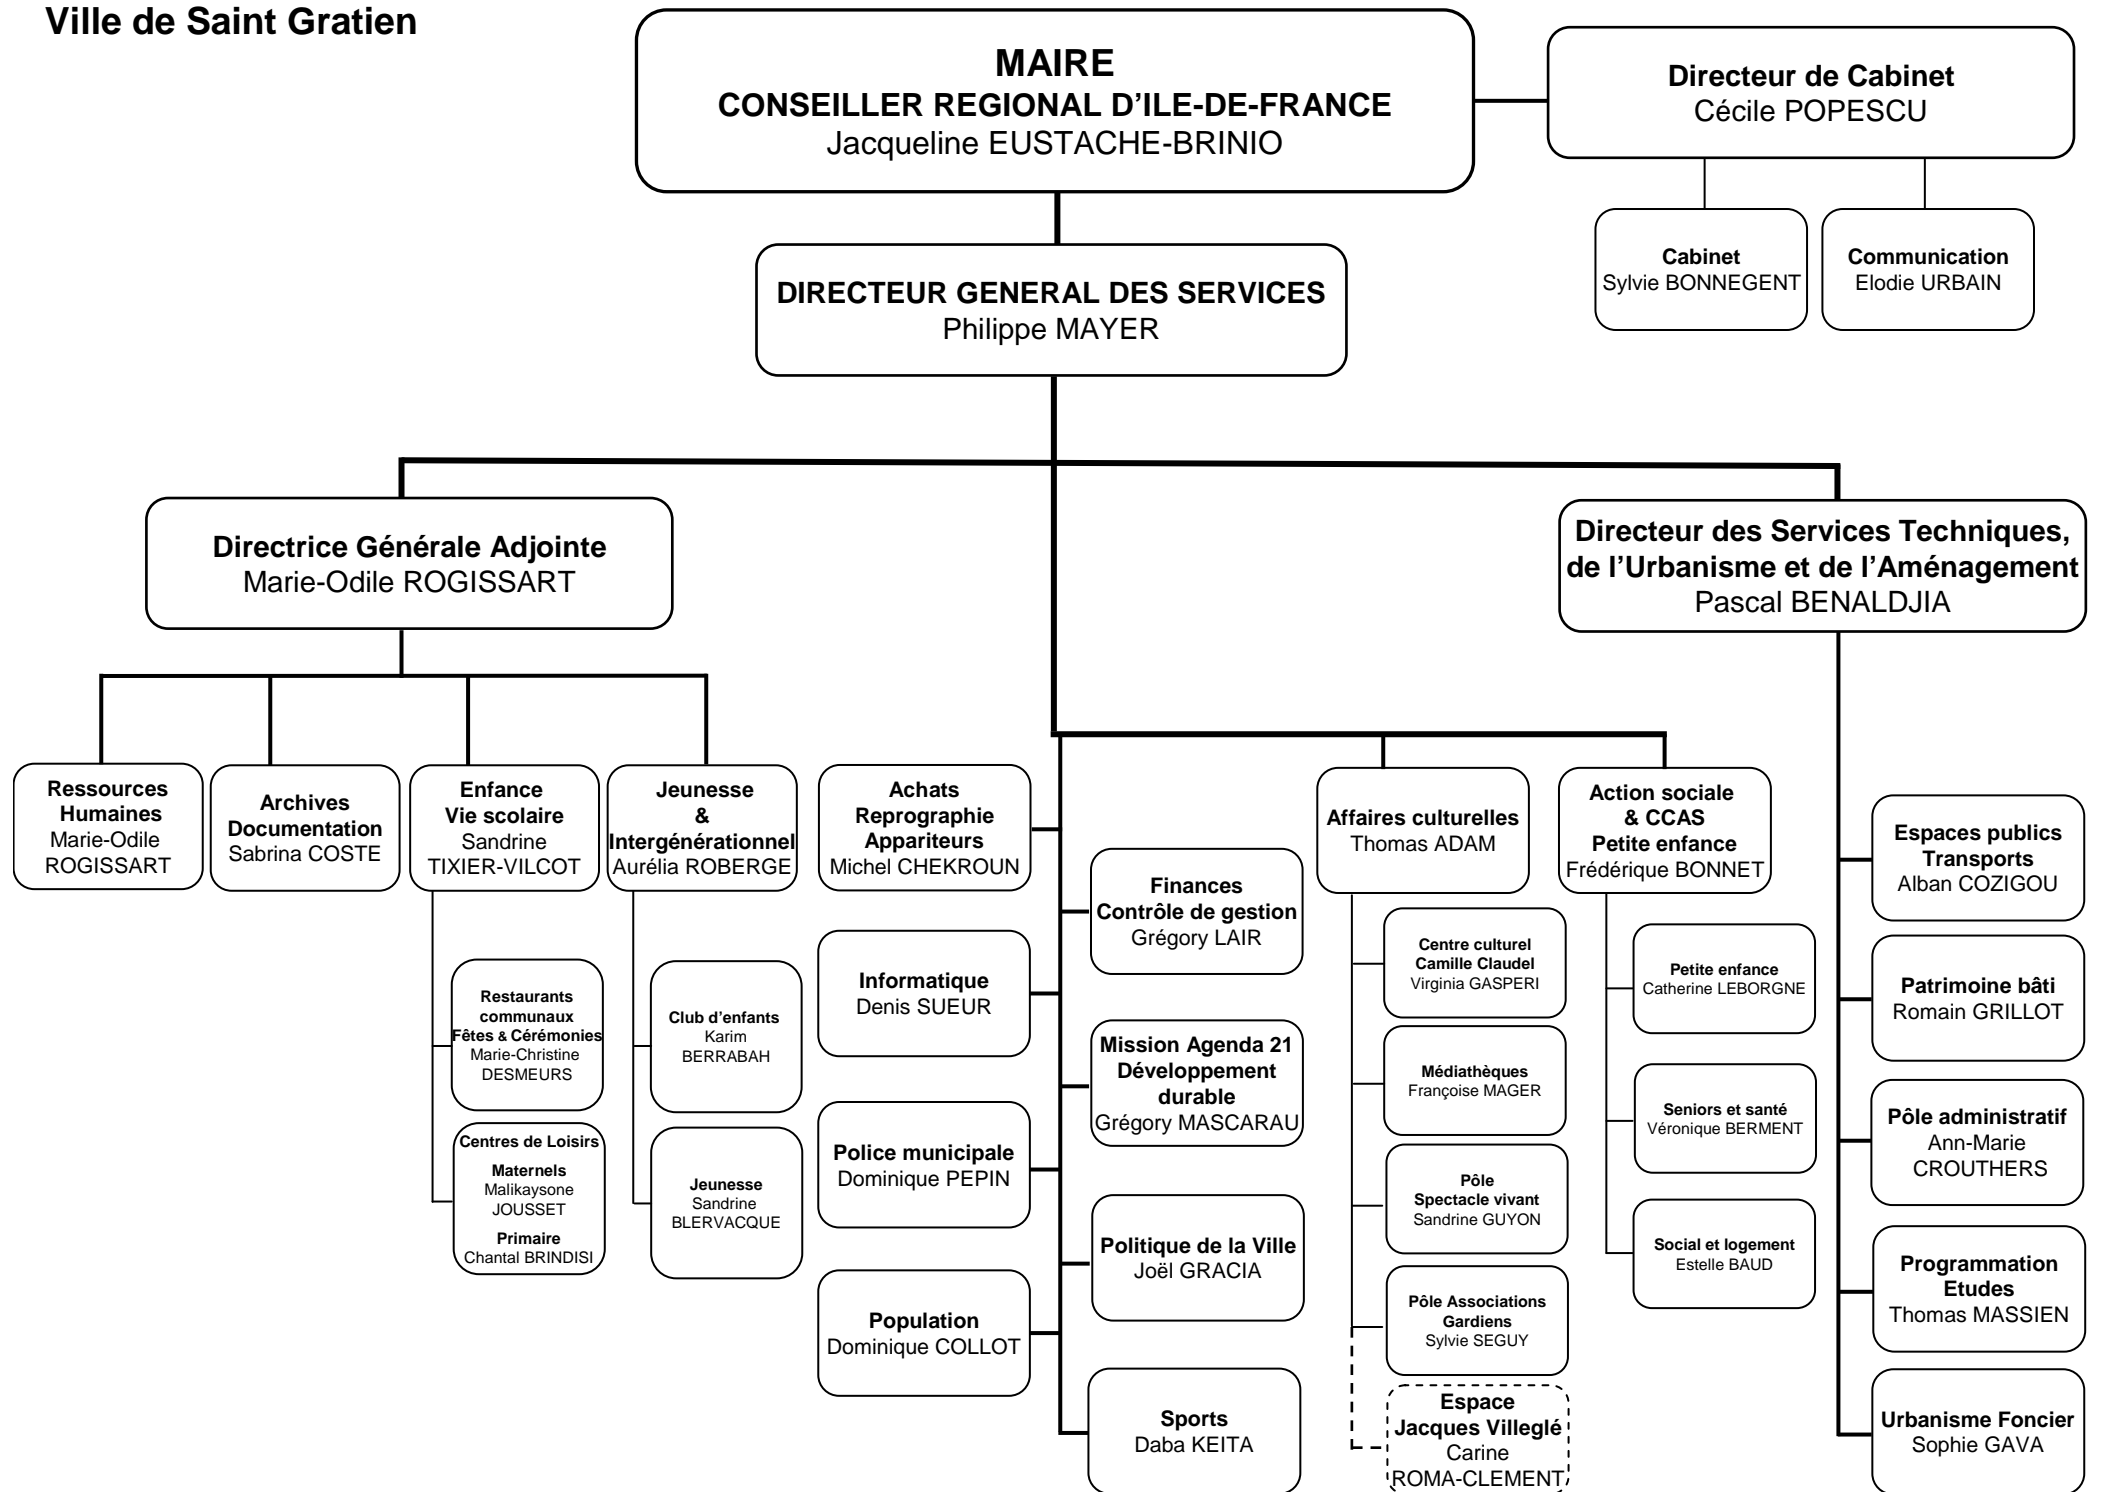 Ville de Saint Gratien
MAIRE
CONSEILLER REGIONAL D’ILE-DE-FRANCE
Jacqueline EUSTACHE-BRINIO
Directeur de Cabinet
Cécile POPESCU
Cabinet
Sylvie BONNEGENT
Communication
Elodie URBAIN
DIRECTEUR GENERAL DES SERVICES
Philippe MAYER
Directrice Générale Adjointe
Marie-Odile ROGISSART
Directeur des Services Techniques,
de l’Urbanisme et de l’Aménagement
Pascal BENALDJIA
Ressources
Humaines
Marie-Odile
ROGISSART
Archives
Documentation
Sabrina COSTE
Enfance
Vie scolaire
Sandrine
TIXIER-VILCOT
Jeunesse
&
Intergénérationnel
Aurélia ROBERGE
Restaurants
communaux
Fêtes & Cérémonies
Marie-Christine
DESMEURS
Centres de Loisirs
Maternels
Malikaysone
JOUSSET
Primaire
Chantal BRINDISI
Club d’enfants
Karim
BERRABAH
Jeunesse
Sandrine
BLERVACQUE
Achats
Reprographie
Appariteurs
Michel CHEKROUN
Informatique
Denis SUEUR
Police municipale
Dominique PEPIN
Population
Dominique COLLOT
Finances
Contrôle de gestion
Grégory LAIR
Mission Agenda 21
Développement
durable
Grégory MASCARAU
Politique de la Ville
Joël GRACIA
Sports
Daba KEITA
Affaires culturelles
Thomas ADAM
Centre culturel
Camille Claudel
Virginia GASPERI
Médiathèques
Françoise MAGER
Pôle
Spectacle vivant
Sandrine GUYON
Pôle Associations
Gardiens
Sylvie SEGUY
Espace
Jacques Villeglé
Carine
ROMA-CLEMENT
Action sociale
& CCAS
Petite enfance
Frédérique BONNET
Petite enfance
Catherine LEBORGNE
Seniors et santé
Véronique BERMENT
Social et logement
Estelle BAUD
Espaces publics
Transports
Alban COZIGOU
Patrimoine bâti
Romain GRILLOT
Pôle administratif
Ann-Marie
CROUTHERS
Programmation
Etudes
Thomas MASSIEN
Urbanisme Foncier
Sophie GAVA